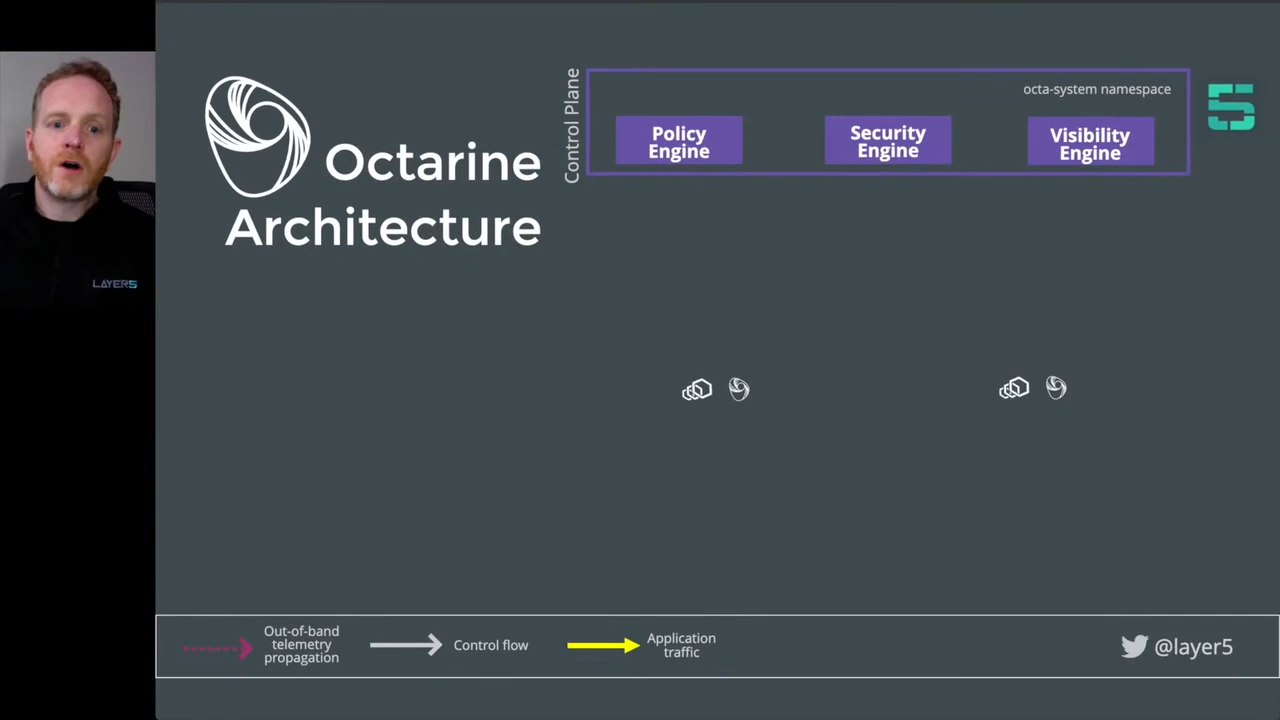 Octarine
Architecture
Control Plane
octa-system namespace
Policy
Engine
Security
Engine
Visibility
Engine
5
LAYER5
Out-of-band
telemetry
propagation
Control flow
Application
traffic
@layer5